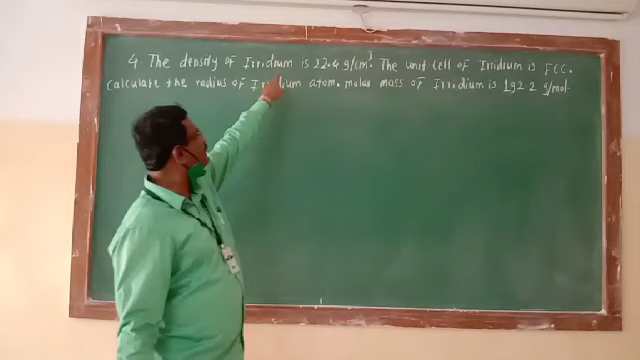 4. The density of Irridium is 22.4 g/cm³. The unit cell of Irridium is FCC.
Calculate the radius of Irridium atom. molar mass of Irridium is 192.2 g/mol.